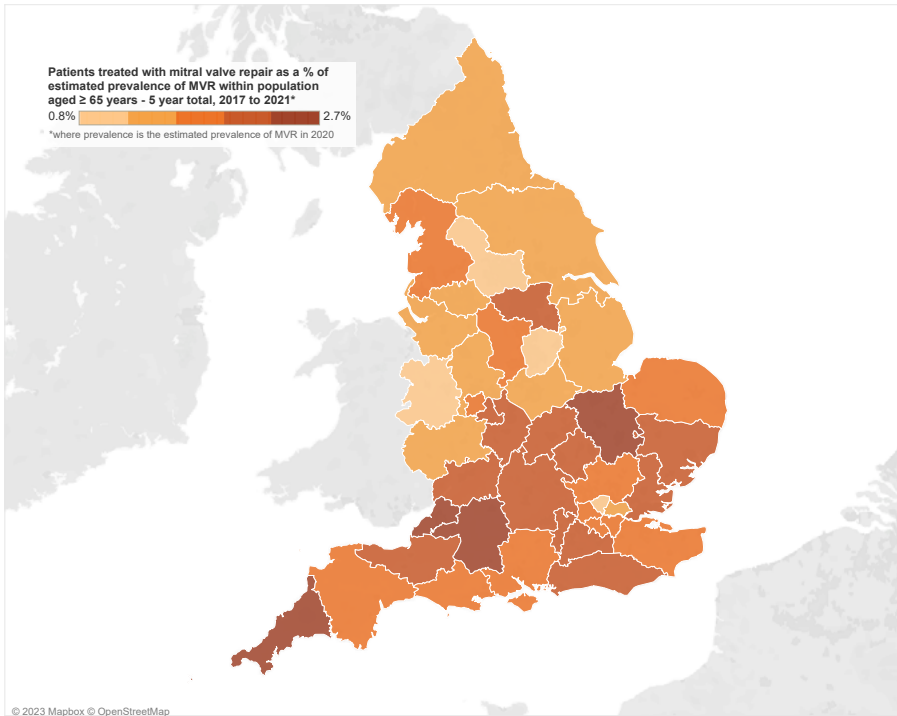 Patients treated with mitral valve repair as a % of
estimated prevalence of MVR within population
aged ≥ 65 years - 5 year total, 2017 to 2021*
0.8% 2.7%
*where prevalence is the estimated prevalence of MVR in 2020
© 2023 Mapbox © OpenStreetMap